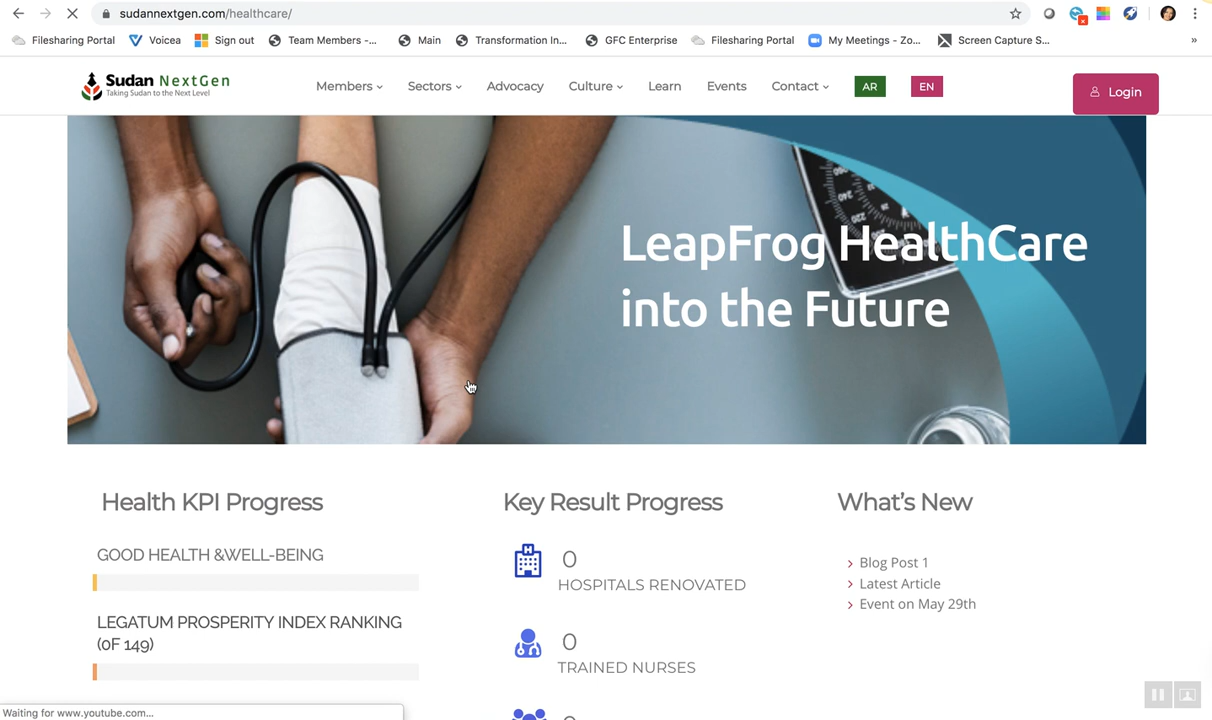 sudannextgen.com/healthcare/
Filesharing Portal
Voicea
Sign out
Team Members -...
Main
Transformation In...
GFC Enterprise
Filesharing Portal
My Meetings - Zo...
Screen Capture S...
»
Sudan NextGen
Taking Sudan to the Next Level
Members
Sectors
Advocacy
Culture
Learn
Events
Contact
AR
EN
Login
LeapFrog HealthCare
into the Future
Health KPI Progress
GOOD HEALTH &WELL-BEING
LEGATUM PROSPERITY INDEX RANKING
(0F 149)
Key Result Progress
0
HOSPITALS RENOVATED
0
TRAINED NURSES
What's New
Blog Post 1
Latest Article
Event on May 29th
Waiting for www.youtube.com...